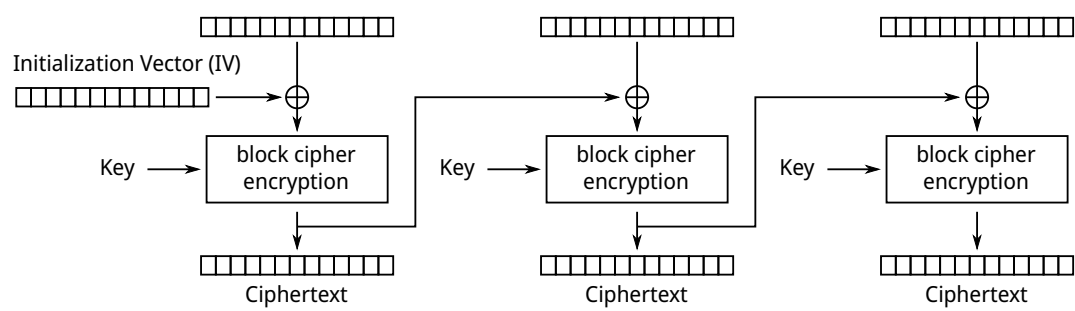 Initialization Vector (IV)
Key
block cipher
encryption
Key
block cipher
encryption
Key
block cipher
encryption
Ciphertext
Ciphertext
Ciphertext